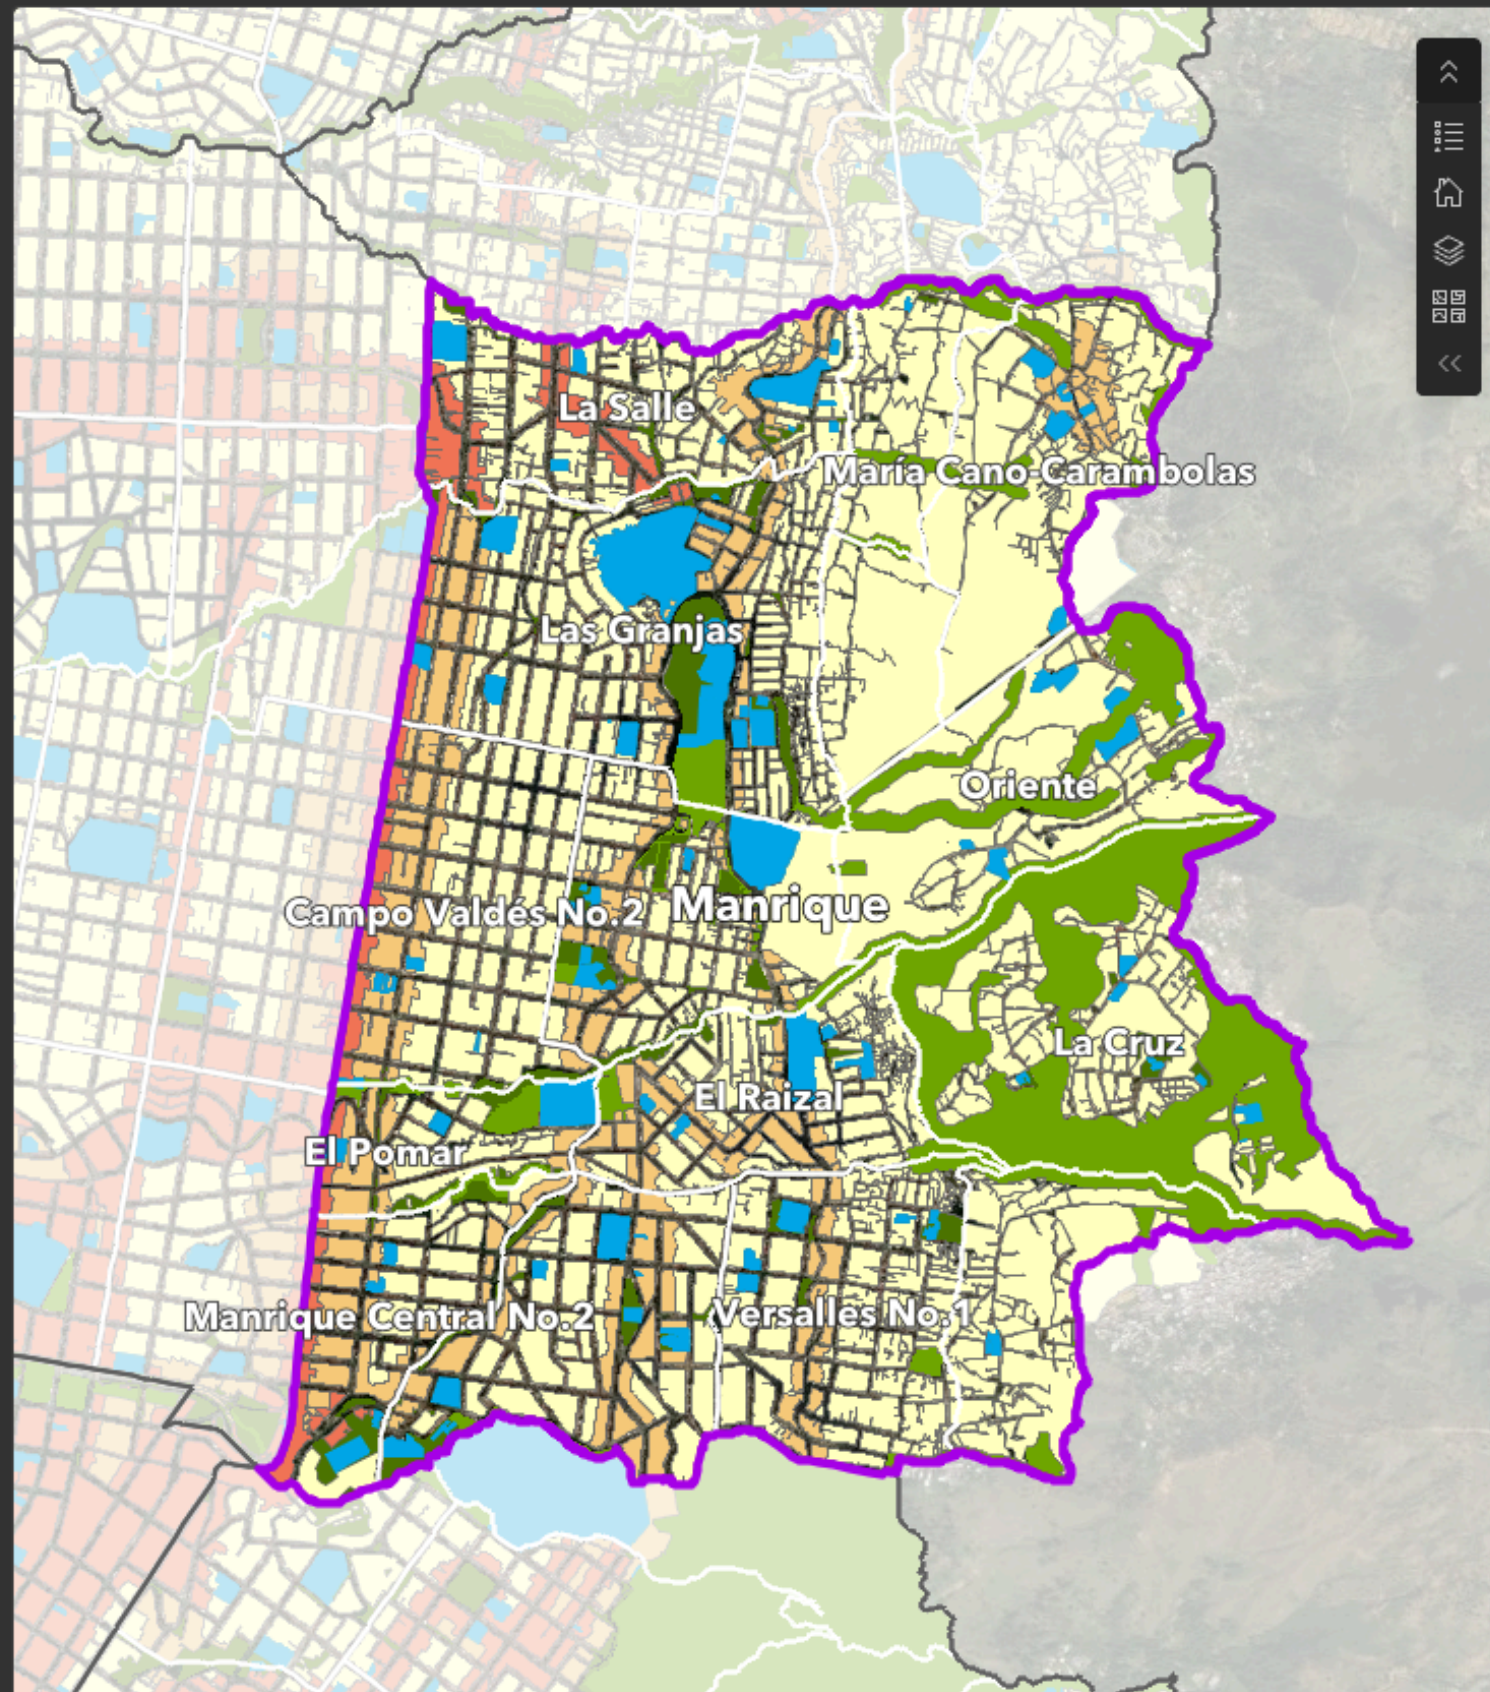 La Salle
María Cano-Carambolas
Las Granjas
Oriente
Manrique
Campo Valdés No.2
La Cruz
El Raizal
El Pomar
Versalles No.1
Manrique Central No.2